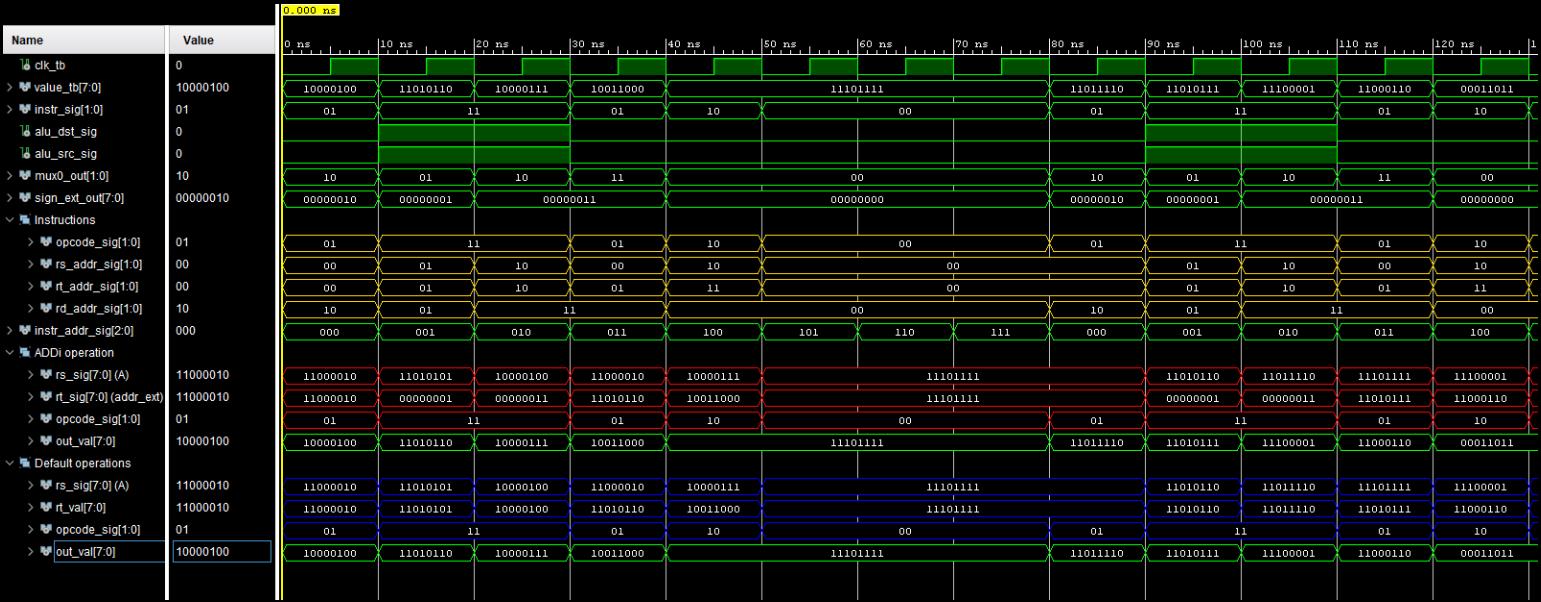 0.000 ns
Name Value 0 ns 10 ns 20 ns 30 ns 40 ns 50 ns 60 ns 70 ns 80 ns 90 ns 100 ns 110 ns 120 ns 1
clk_tb 0
value_tb[7:0] 10000100 10000100 11010110 10000111 10011000 11101111 11011110 11010111 11100001 11000110 00011011
instr_sig[1:0] 01 01 11 01 10 00 01 11 01 10
alu_dst_sig 0
alu_src_sig 0
mux0_out[1:0] 10 10 01 10 11 00 10 01 10 11 00
sign_ext_out[7:0] 00000010 00000010 00000001 00000011 00000000 00000010 00000001 00000011 00000000
Instructions
opcode_sig[1:0] 01 01 11 01 10 00 01 11 01 10
rs_addr_sig[1:0] 00 00 01 10 00 10 00 01 10 00 10
rt_addr_sig[1:0] 00 00 01 10 01 11 00 01 10 01 11
rd_addr_sig[1:0] 10 10 01 11 00 10 01 11 00
instr_addr_sig[2:0] 000 000 001 010 011 100 101 110 111 000 001 010 011 100
ADDi operation
rs_sig[7:0] (A) 11000010 11000010 11010101 10000100 11000010 10000111 11101111 11010110 11011110 11101111 11100001
rt_sig[7:0] (addr_ext) 11000010 11000010 00000001 00000011 11010110 10011000 11101111 00000001 00000011 11010111 11000110
opcode_sig[1:0] 01 01 11 01 10 00 01 11 01 10
out_val[7:0] 10000100 10000100 11010110 10000111 10011000 11101111 11011110 11010111 11100001 11000110 00011011
Default operations
rs_sig[7:0] (A) 11000010 11000010 11010101 10000100 11000010 10000111 11101111 11010110 11011110 11101111 11100001
rt_val[7:0] 11000010 11000010 11010101 10000100 11010110 10011000 11101111 11010110 11011110 11010111 11000110
opcode_sig[1:0] 01 01 11 01 10 00 01 11 01 10
out_val[7:0] 10000100 10000100 11010110 10000111 10011000 11101111 11011110 11010111 11100001 11000110 00011011